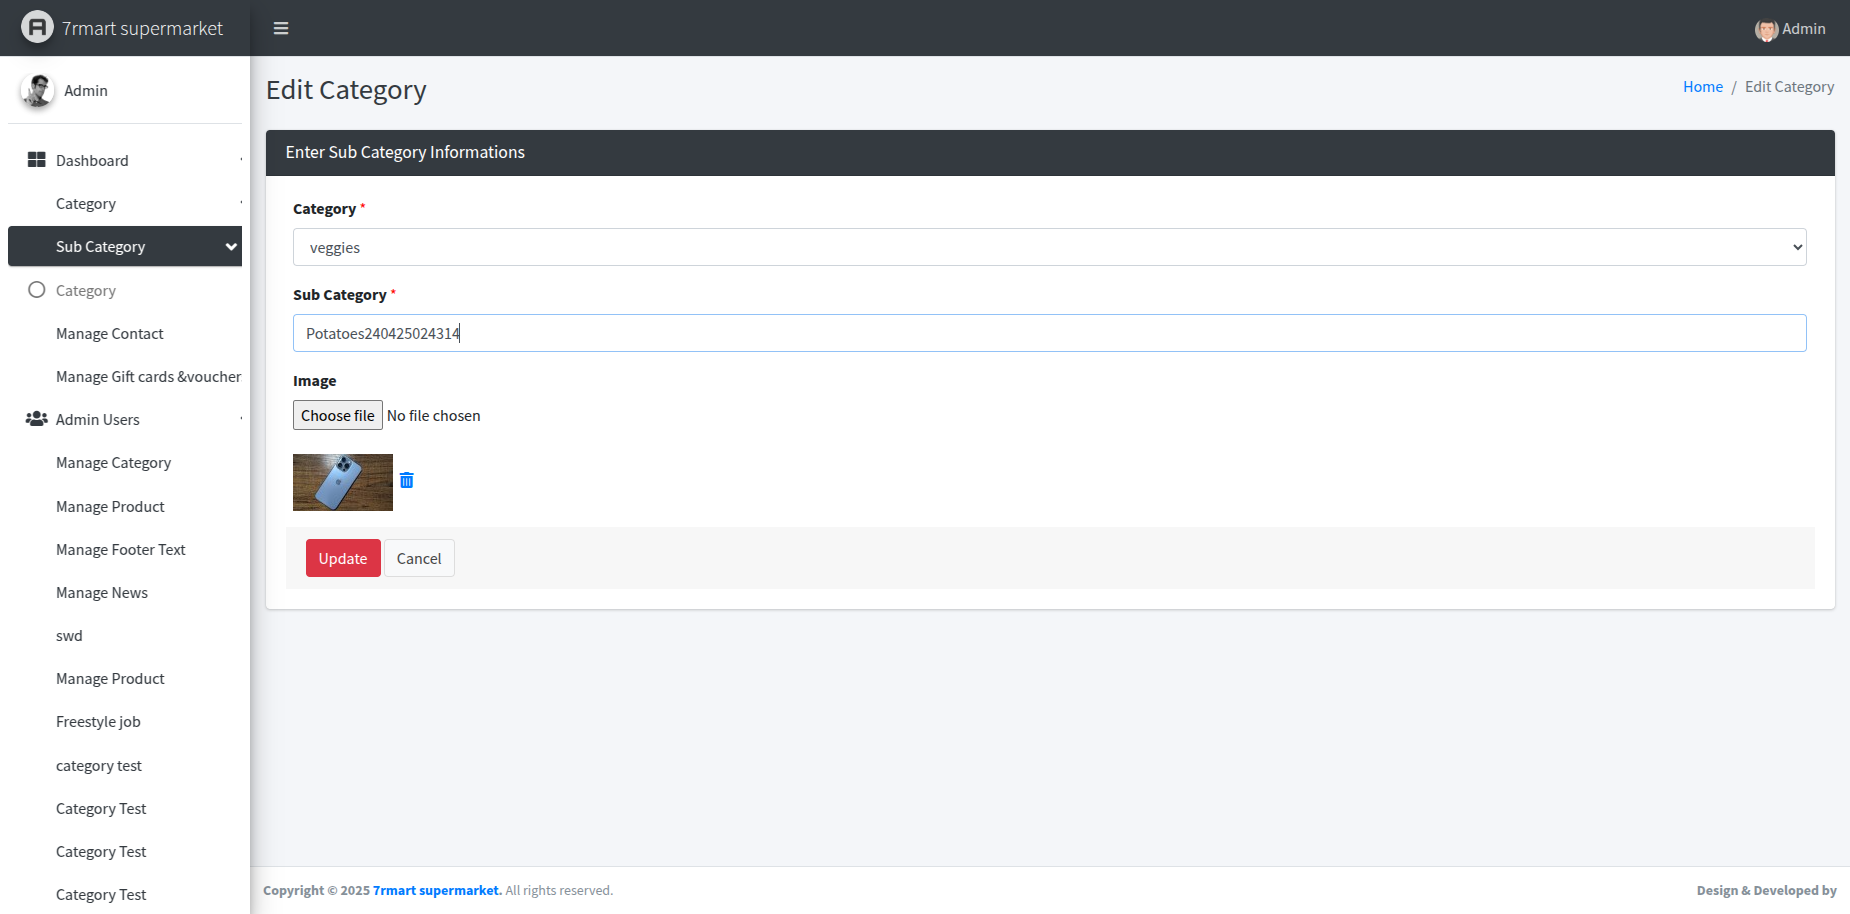 7rmart supermarket
Admin
Admin
Edit Category
Home / Edit Category
Dashboard
Category
Sub Category
Category
Manage Contact
Manage Gift cards &voucher
Admin Users
Manage Category
Manage Product
Manage Footer Text
Manage News
swd
Manage Product
Freestyle job
category test
Category Test
Category Test
Category Test
Enter Sub Category Informations
Category *
veggies
Sub Category *
Potatoes240425024314
Image
Choose file No file chosen
Update Cancel
Copyright © 2025 7rmart supermarket. All rights reserved.
Design & Developed by